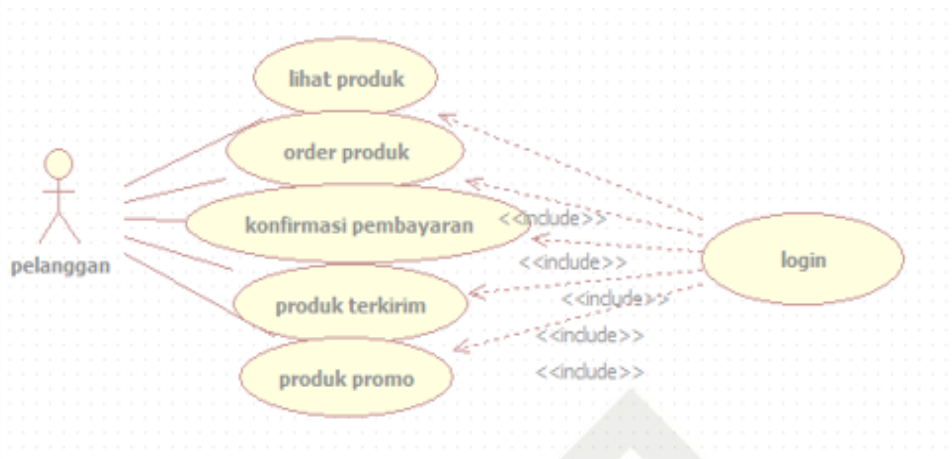 lihat produk
order produk
konfirmasi pembayaran
<<include>>
pelanggan
<<include>>
login
produk terkirim
<<include>>
<<include>>
produk promo
<<include>>